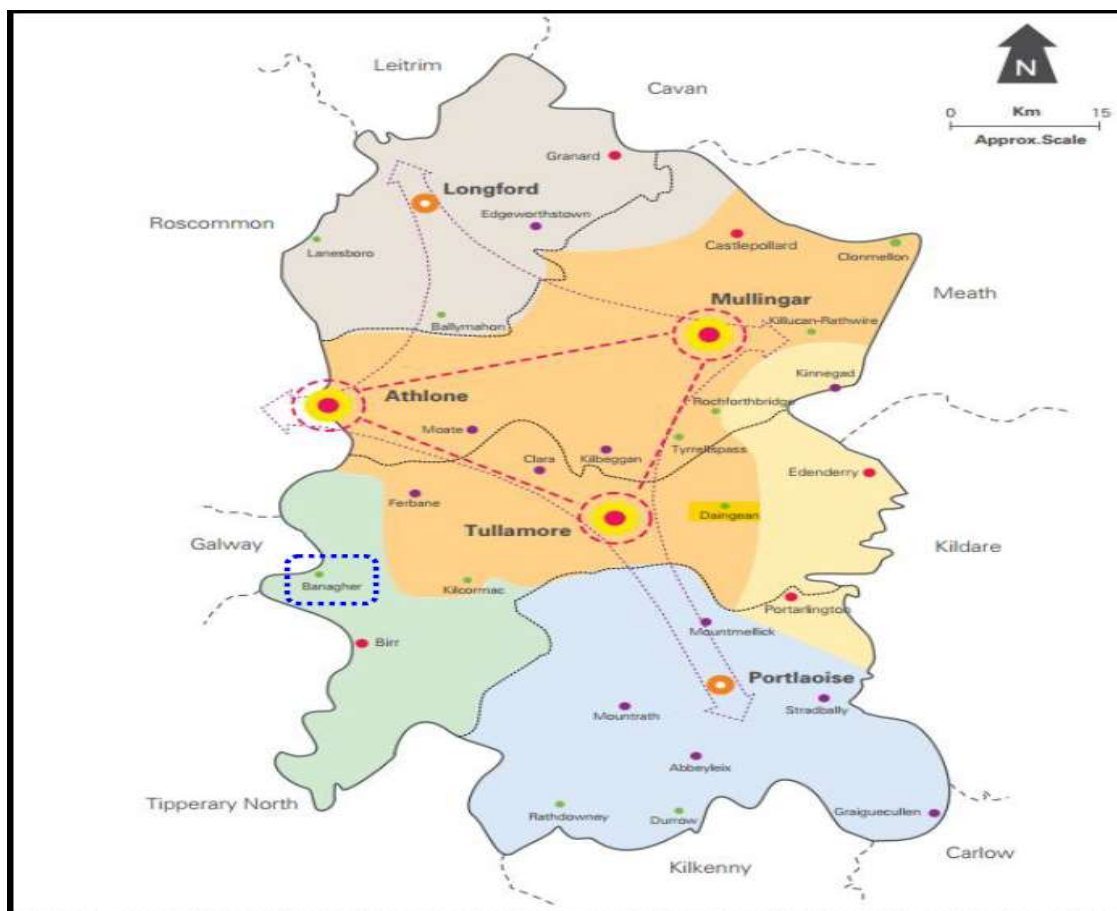 Leitrim
Cavan
N
0 Km 15
Approx.Scale
Granard
Longford
Edgeworthstown
Roscommon
Lanesboro
Castlepollard
Clonmellon
Meath
Mullingar
Ballymahon
Killucan-Rathwire
Kinnegad
Athlone
Rochfortbridge
Moate
Tyrrellspass
Clara
Kilbeggan
Edenderry
Ferbane
Daingean
Tullamore
Galway
Kildare
Banagher
Kilcormac
Portarlington
Mountmellick
Birr
Portlaoise
Stradbally
Mountrath
Abbeyleix
Tipperary North
Rathdowney
Durrow
Graiguecullen
Carlow
Kilkenny